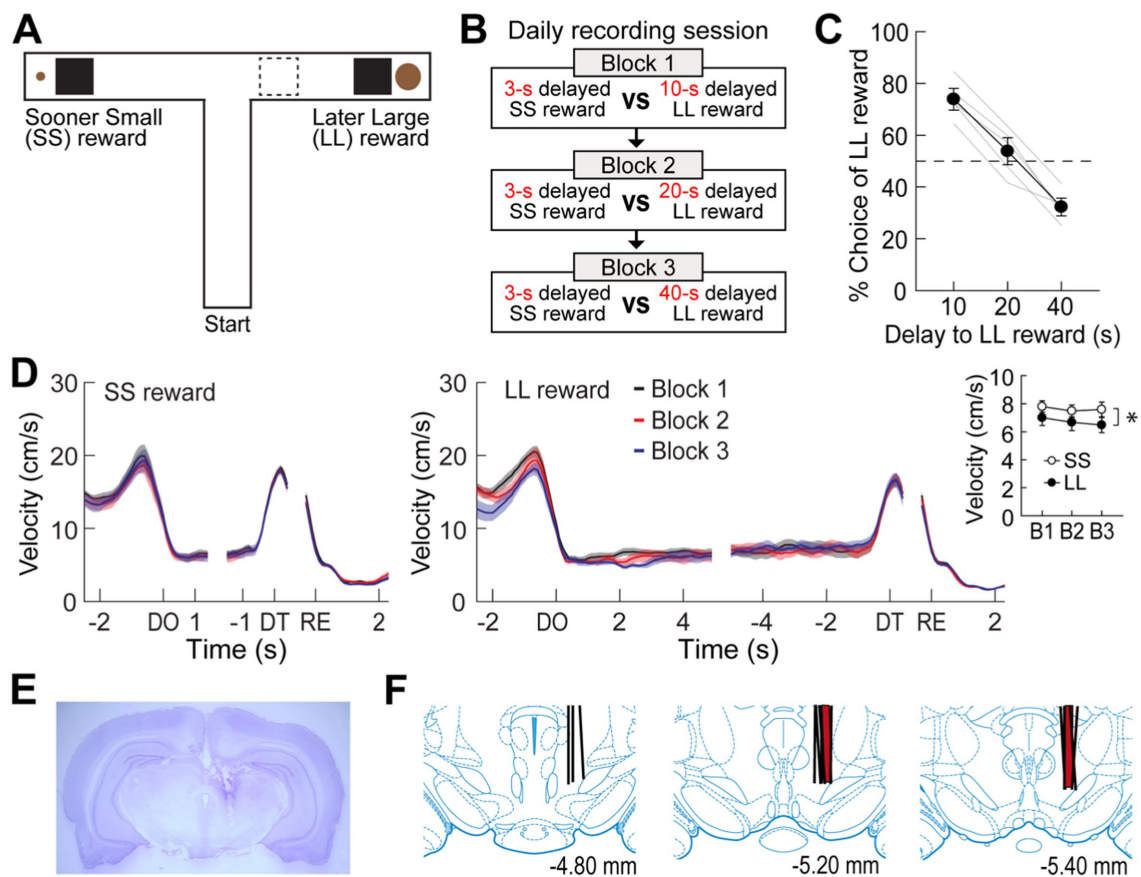 A
Sooner Small
(SS) reward
Later Large
(LL) reward
Start
B
Daily recording session
Block 1
3-s delayed
SS reward
VS
10-s delayed
LL reward
Block 2
3-s delayed
SS reward
VS
20-s delayed
LL reward
Block 3
3-s delayed
SS reward
VS
40-s delayed
LL reward
C
% Choice of LL reward
100
80
60
40
20
0
10 20 40
Delay to LL reward (s)
D
SS reward
Velocity (cm/s)
30
20
10
0
-2 DO 1 -1 DT RE 2
Time (s)
LL reward
Block 1
Block 2
Block 3
Velocity (cm/s)
30
20
10
0
-2 DO 2 4 -4 -2 DT RE 2
Time (s)
Velocity (cm/s)
10
8
6
4
2
0
*
SS
LL
B1 B2 B3
E
F
-4.80 mm
-5.20 mm
-5.40 mm